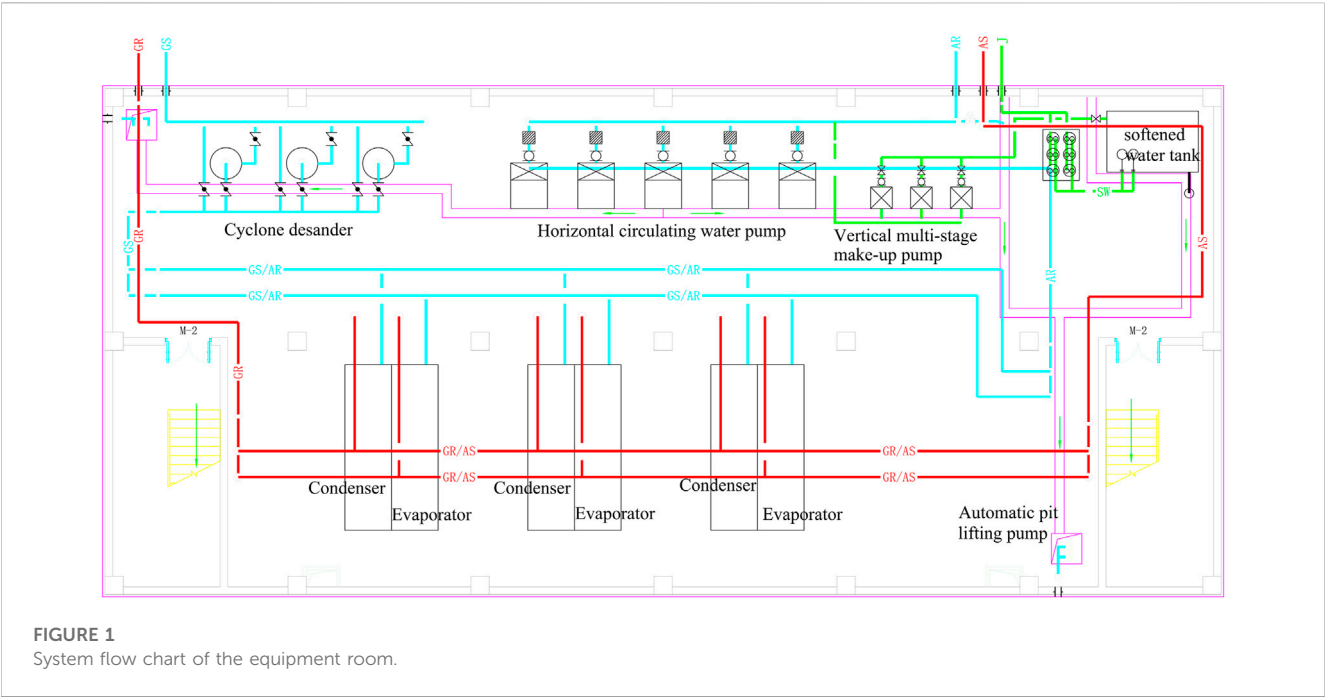 GR
GS
AR
AS
J
softened
water tank
SW
Cyclone desander
Horizontal circulating water pump
Vertical multi-stage
make-up pump
GS
GR
AS
AR
GS/AR
GS/AR
GS/AR
GS/AR
M-2
M-2
GR
GR/AS
GR/AS
GR/AS
GR/AS
Condenser
Condenser
Condenser
Evaporator
Evaporator
Evaporator
Automatic pit
lifting pump
FIGURE 1
System flow chart of the equipment room.